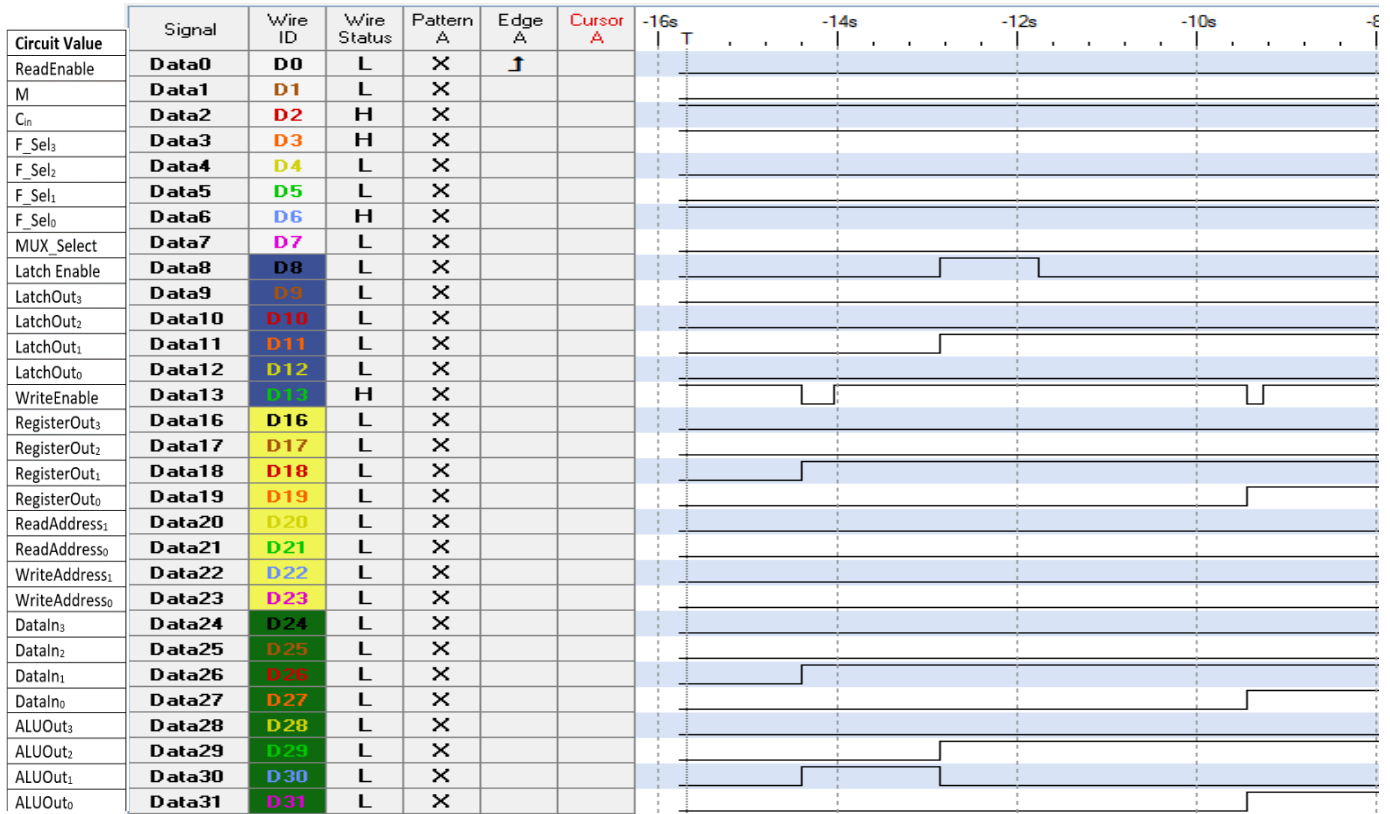 Circuit Value Signal Wire ID Wire Status Pattern A Edge A Cursor A -16s -14s -12s -10s -8
T
ReadEnable Data0 D0 L X
M Data1 D1 L X
Cin Data2 D2 H X
F_Sel₃ Data3 D3 H X
F_Sel₂ Data4 D4 L X
F_Sel₁ Data5 D5 L X
F_Sel₀ Data6 D6 H X
MUX_Select Data7 D7 L X
Latch Enable Data8 D8 L X
LatchOut₃ Data9 D9 L X
LatchOut₂ Data10 D10 L X
LatchOut₁ Data11 D11 L X
LatchOut₀ Data12 D12 L X
WriteEnable Data13 D13 H X
RegisterOut₃ Data16 D16 L X
RegisterOut₂ Data17 D17 L X
RegisterOut₁ Data18 D18 L X
RegisterOut₀ Data19 D19 L X
ReadAddress₁ Data20 D20 L X
ReadAddress₀ Data21 D21 L X
WriteAddress₁ Data22 D22 L X
WriteAddress₀ Data23 D23 L X
DataIn₃ Data24 D24 L X
DataIn₂ Data25 D25 L X
DataIn₁ Data26 D26 L X
DataIn₀ Data27 D27 L X
ALUOut₃ Data28 D28 L X
ALUOut₂ Data29 D29 L X
ALUOut₁ Data30 D30 L X
ALUOut₀ Data31 D31 L X